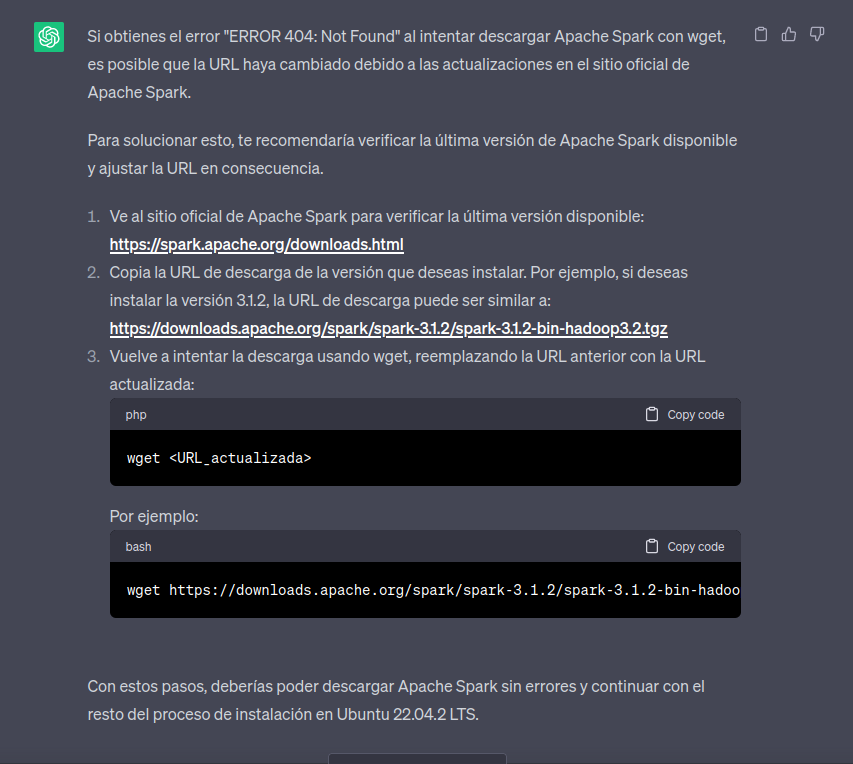 Si obtienes el error "ERROR 404: Not Found" al intentar descargar Apache Spark con wget,
es posible que la URL haya cambiado debido a las actualizaciones en el sitio oficial de
Apache Spark.
Para solucionar esto, te recomendaría verificar la última versión de Apache Spark disponible
y ajustar la URL en consecuencia.
1. Ve al sitio oficial de Apache Spark para verificar la última versión disponible:
https://spark.apache.org/downloads.html
2. Copia la URL de descarga de la versión que deseas instalar. Por ejemplo, si deseas
instalar la versión 3.1.2, la URL de descarga puede ser similar a:
https://downloads.apache.org/spark/spark-3.1.2/spark-3.1.2-bin-hadoop3.2.tgz
3. Vuelve a intentar la descarga usando wget, reemplazando la URL anterior con la URL
actualizada:
php Copy code
wget <URL_actualizada>
Por ejemplo:
bash Copy code
wget https://downloads.apache.org/spark/spark-3.1.2/spark-3.1.2-bin-hadoo
Con estos pasos, deberías poder descargar Apache Spark sin errores y continuar con el
resto del proceso de instalación en Ubuntu 22.04.2 LTS.